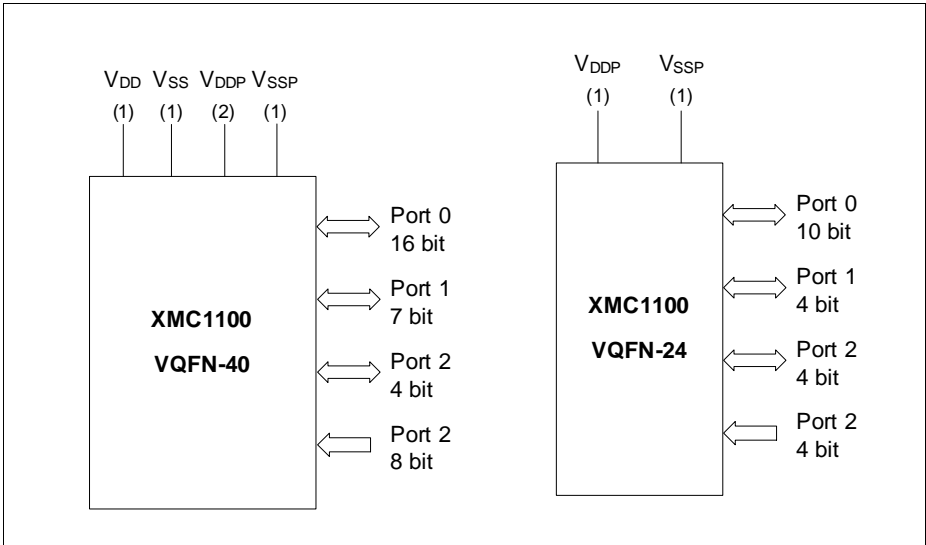 VDD VSS VDDP VSSP
(1) (1) (2) (1)
Port 0
16 bit
Port 1
7 bit
XMC1100
VQFN-40
Port 2
4 bit
Port 2
8 bit
VDDP VSSP
(1) (1)
Port 0
10 bit
Port 1
4 bit
XMC1100
VQFN-24
Port 2
4 bit
Port 2
4 bit